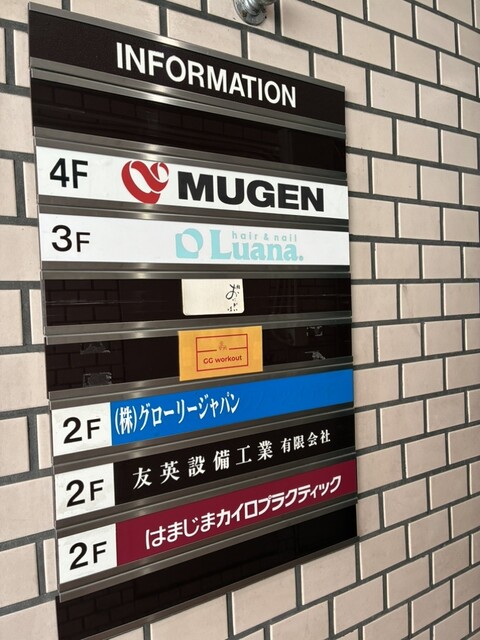 INFORMATION
4F MUGEN
3F hair & nail
Luana.
GG workout
2F (株)グローリージャパン
2F 友英設備工業 有限会社
2F はまじまカイロプラクティック